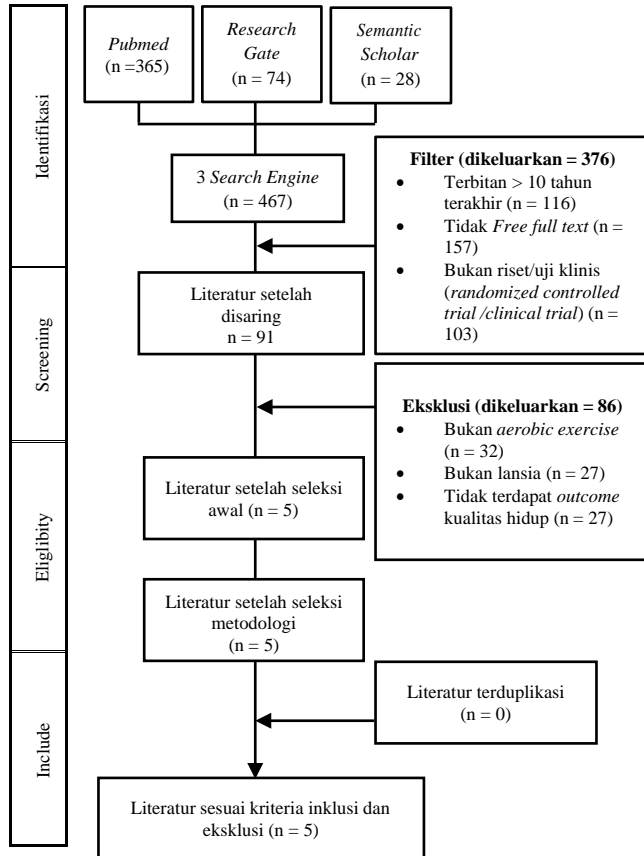 Identifikasi
Pubmed
(n =365)
Research
Gate
(n = 74)
Semantic
Scholar
(n = 28)
3 Search Engine
(n = 467)
Filter (dikeluarkan = 376)
• Terbitan > 10 tahun
terakhir (n = 116)
• Tidak Free full text (n =
157)
• Bukan riset/uji klinis
(randomized controlled
trial /clinical trial) (n =
103)
Screening
Literatur setelah
disaring
n = 91
Eksklusi (dikeluarkan = 86)
• Bukan aerobic exercise
(n = 32)
• Bukan lansia (n = 27)
• Tidak terdapat outcome
kualitas hidup (n = 27)
Eliglibity
Literatur setelah seleksi
awal (n = 5)
Literatur setelah seleksi
metodologi
(n = 5)
Include
Literatur terduplikasi
(n = 0)
Literatur sesuai kriteria inklusi dan
eksklusi (n = 5)